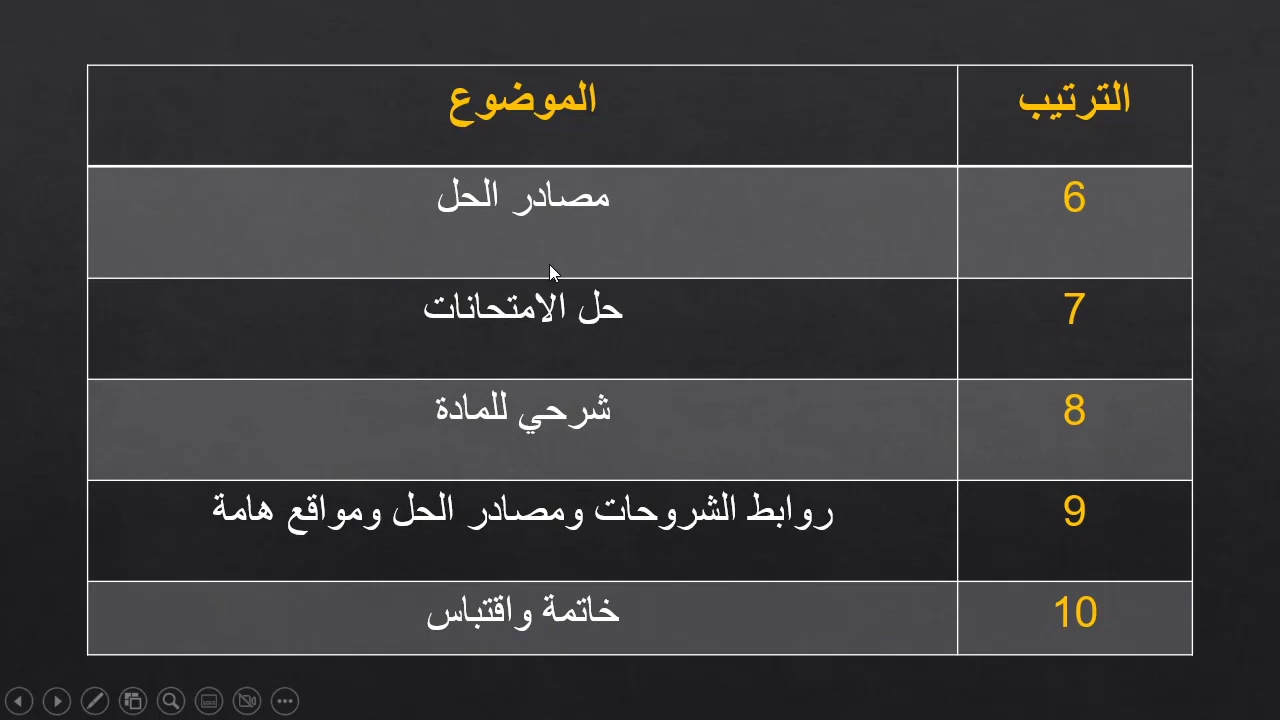 الترتيب الموضوع
6 مصادر الحل
7 حل الامتحانات
8 شرحي للمادة
9 روابط الشروحات ومصادر الحل ومواقع هامة
10 خاتمة واقتباس